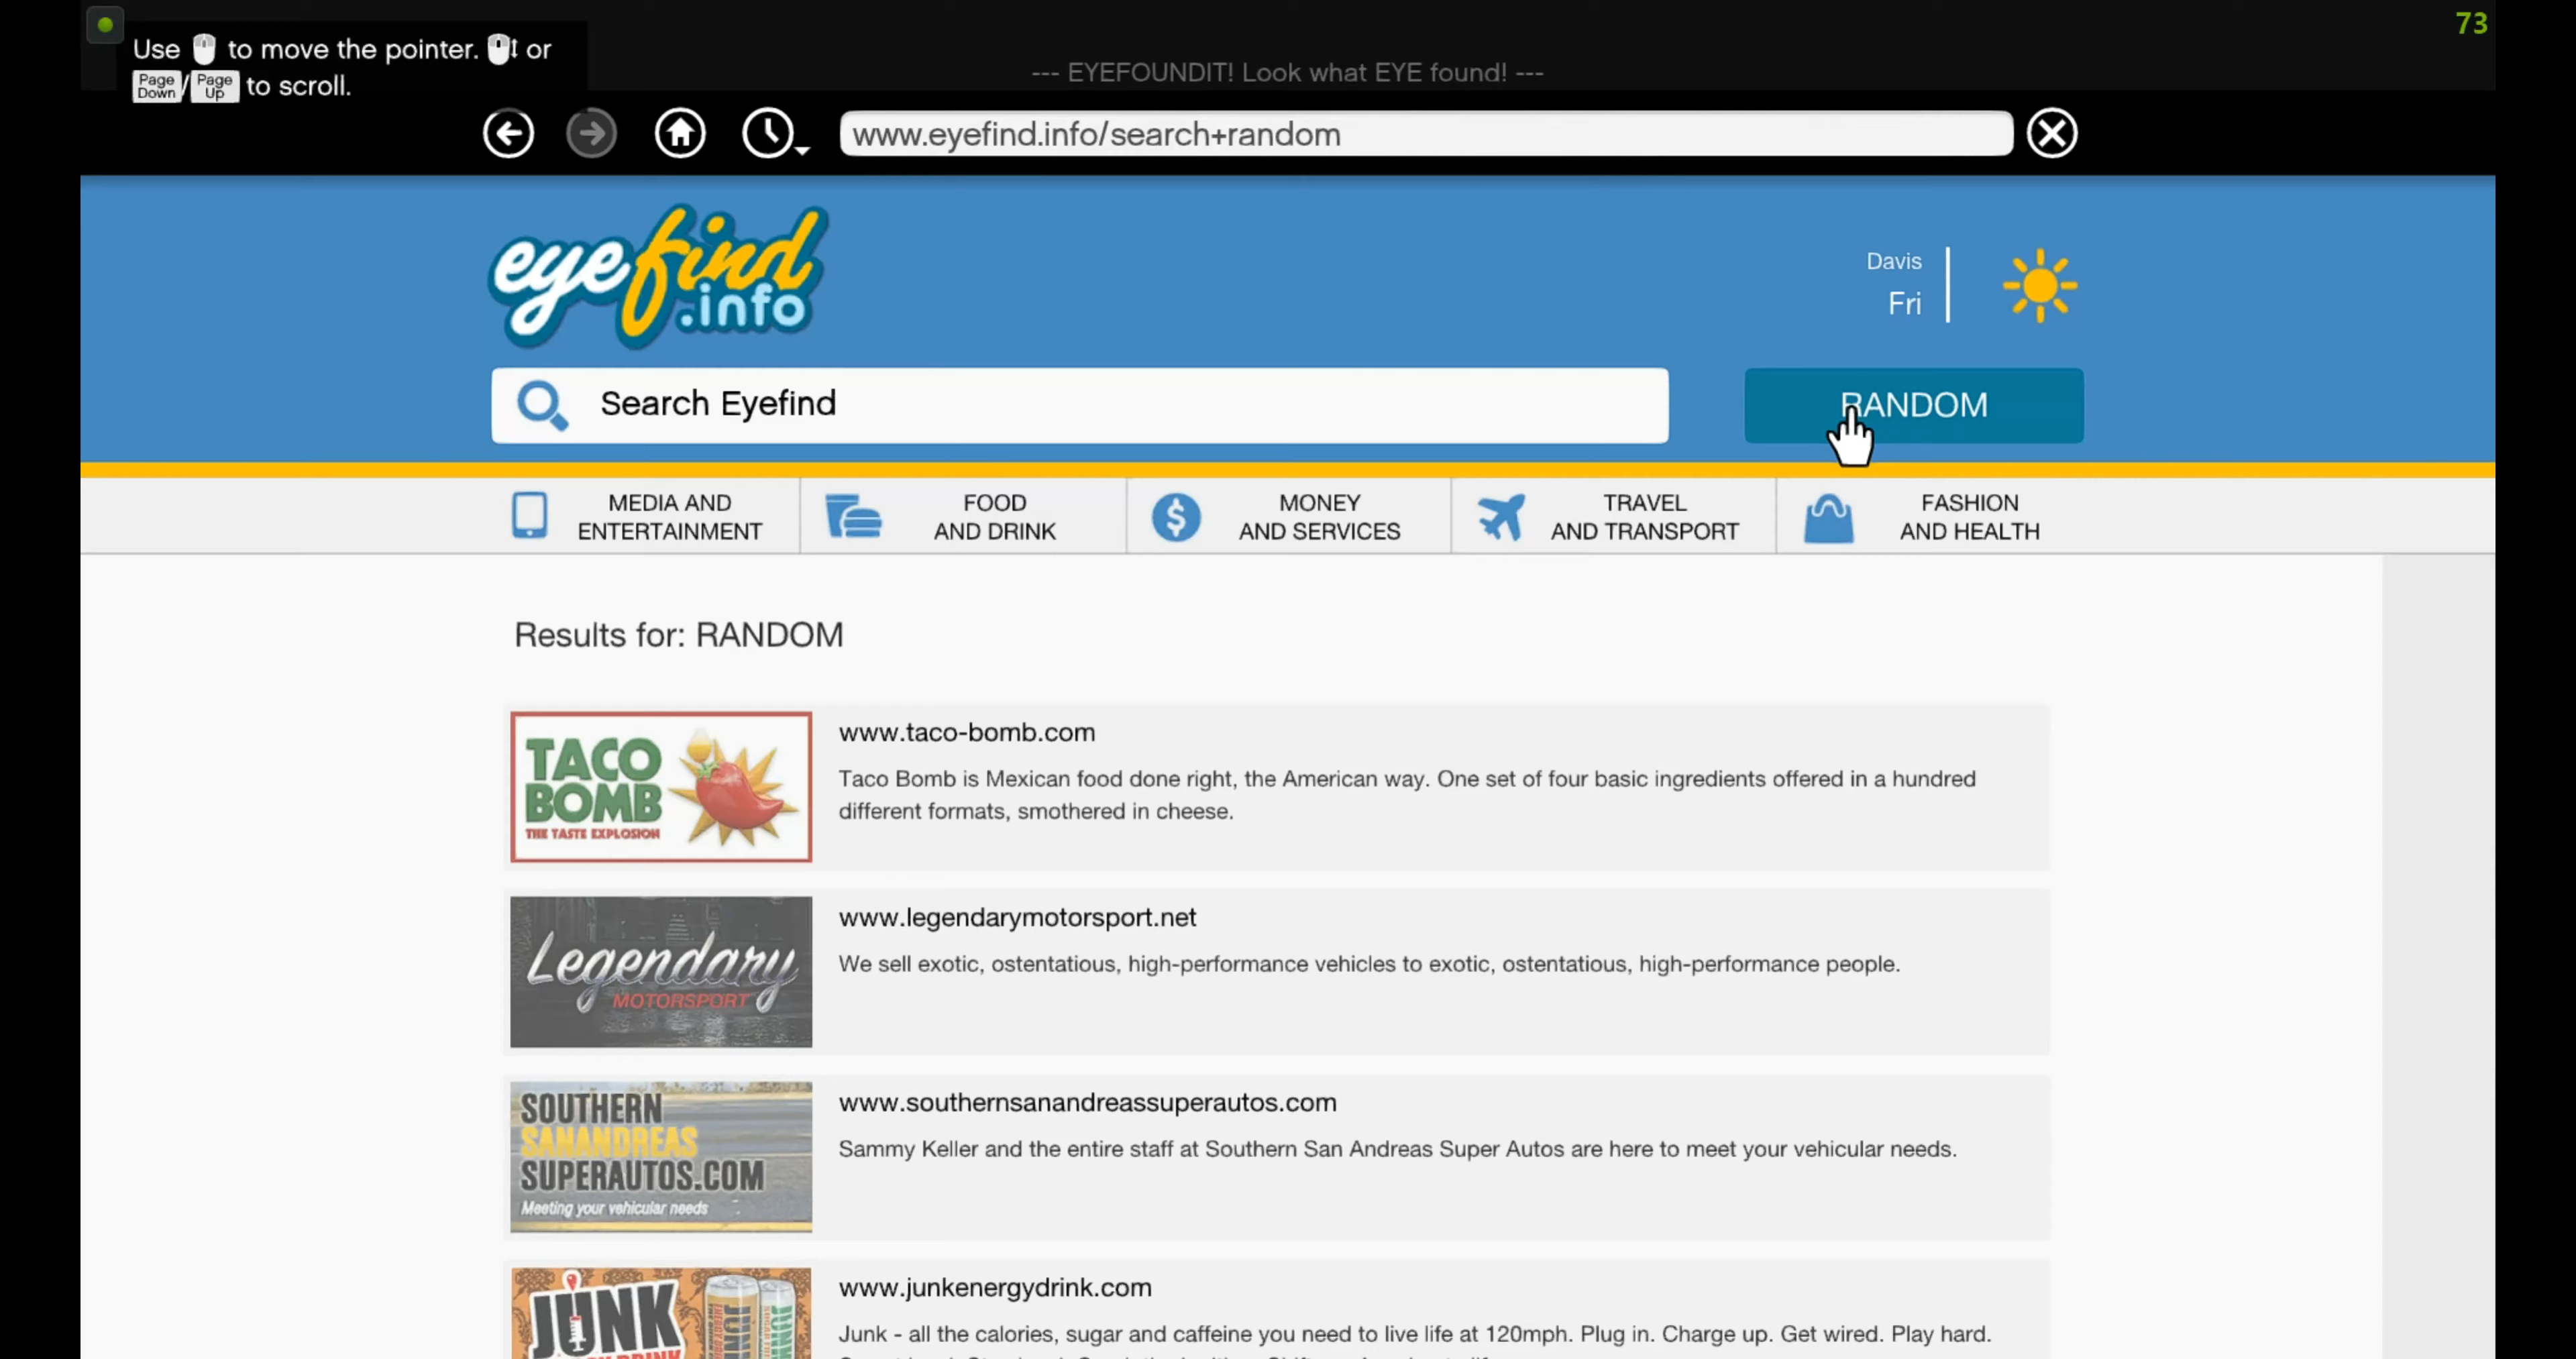 73
Use to move the pointer. or
Page Down / Page Up to scroll.
--- EYEFOUNDIT! Look what EYE found! ---
www.eyefind.info/search+random
eyefind
.info
Davis
Fri
Search Eyefind
RANDOM
MEDIA AND
ENTERTAINMENT
FOOD
AND DRINK
MONEY
AND SERVICES
TRAVEL
AND TRANSPORT
FASHION
AND HEALTH
Results for: RANDOM
TACO
BOMB
THE TASTE EXPLOSION
www.taco-bomb.com
Taco Bomb is Mexican food done right, the American way. One set of four basic ingredients offered in a hundred
different formats, smothered in cheese.
Legendary
MOTORSPORT
www.legendarymotorsport.net
We sell exotic, ostentatious, high-performance vehicles to exotic, ostentatious, high-performance people.
SOUTHERN
SANANDREAS
SUPERAUTOS.COM
Meeting your vehicular needs
www.southernsanandreassuperautos.com
Sammy Keller and the entire staff at Southern San Andreas Super Autos are here to meet your vehicular needs.
JUNK
www.junkenergydrink.com
Junk - all the calories, sugar and caffeine you need to live life at 120mph. Plug in. Charge up. Get wired. Play hard.